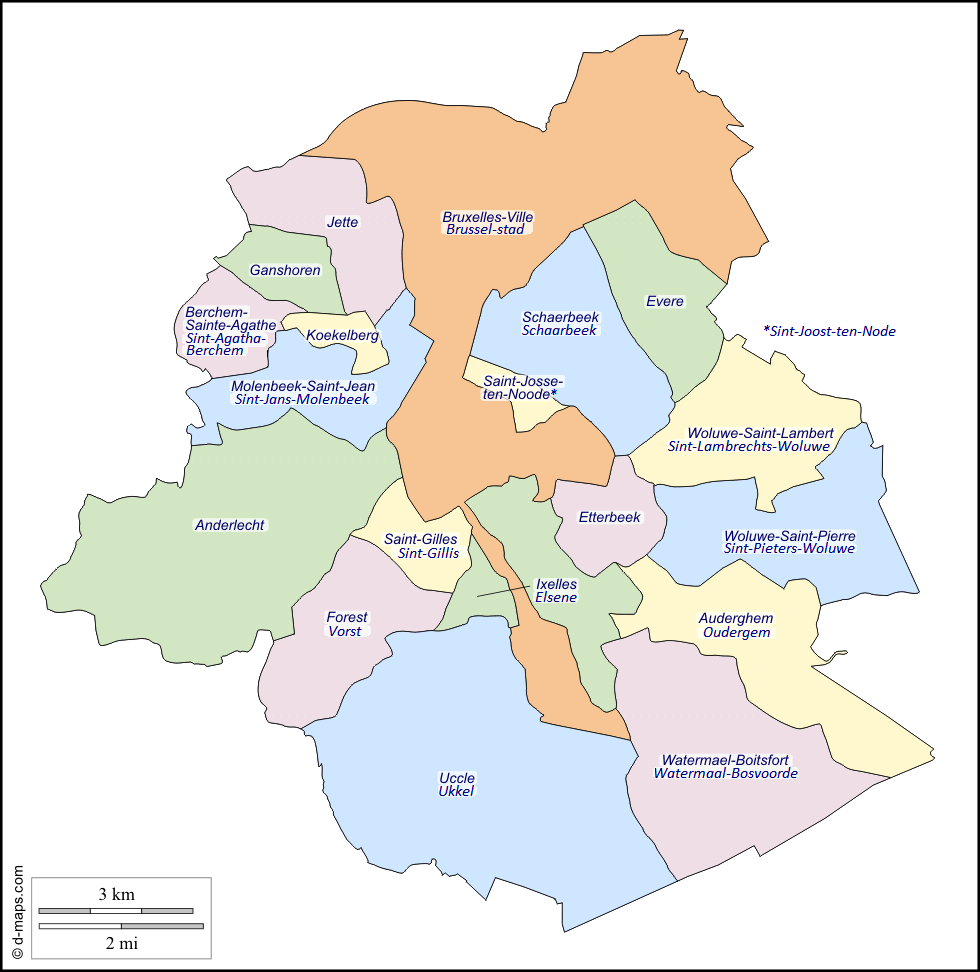 Jette
Bruxelles-Ville
Brussel-stad
Ganshoren
Evere
Berchem-
Sainte-Agathe
Sint-Agatha-
Berchem
Koekelberg
Schaerbeek
Schaarbeek
*Sint-Joost-ten-Node
Molenbeek-Saint-Jean
Sint-Jans-Molenbeek
Saint-Josse-
ten-Noode*
Woluwe-Saint-Lambert
Sint-Lambrechts-Woluwe
Anderlecht
Etterbeek
Saint-Gilles
Sint-Gillis
Woluwe-Saint-Pierre
Sint-Pieters-Woluwe
Ixelles
Elsene
Forest
Vorst
Auderghem
Oudergem
Uccle
Ukkel
Watermael-Boitsfort
Watermaal-Bosvoorde
3 km
2 mi
© d-maps.com